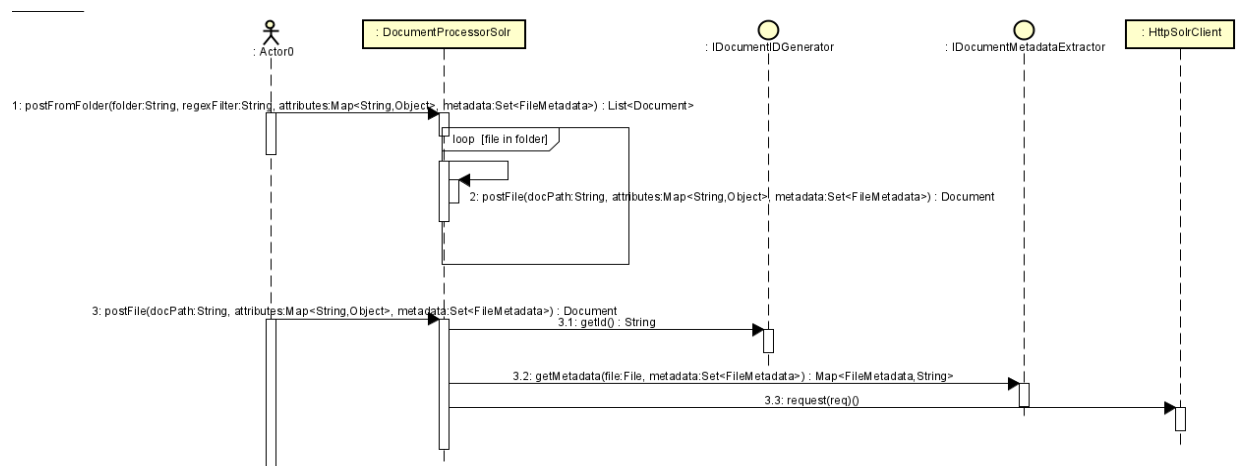 : Actor0
: DocumentProcessorSolr
: IDocumentIDGenerator
: IDocumentMetadataExtractor
: HttpSolrClient
1: postFromFolder(folder:String, regexFilter:String, attributes:Map<String,Object>, metadata:Set<FileMetadata>) : List<Document>
loop [file in folder]
2: postFile(docPath:String, attributes:Map<String,Object>, metadata:Set<FileMetadata>) : Document
3: postFile(docPath:String, attributes:Map<String,Object>, metadata:Set<FileMetadata>) : Document
3.1: getId() : String
3.2: getMetadata(file:File, metadata:Set<FileMetadata>) : Map<FileMetadata,String>
3.3: request(req)()